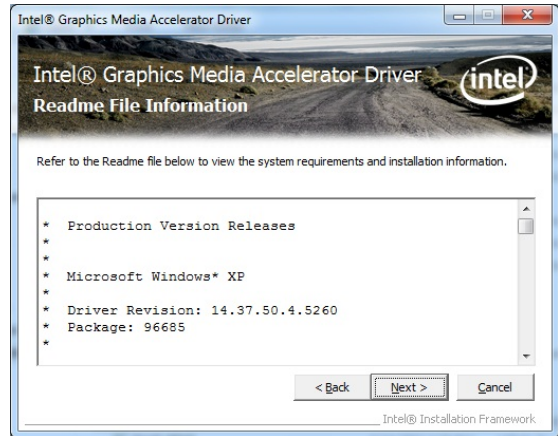 Intel® Graphics Media Accelerator Driver
Intel® Graphics Media Accelerator Driver
Readme File Information
intel
Refer to the Readme file below to view the system requirements and installation information.
* Production Version Releases
*
*
* Microsoft Windows* XP
*
* Driver Revision: 14.37.50.4.5260
* Package: 96685
*
< Back
Next >
Cancel
Intel® Installation Framework